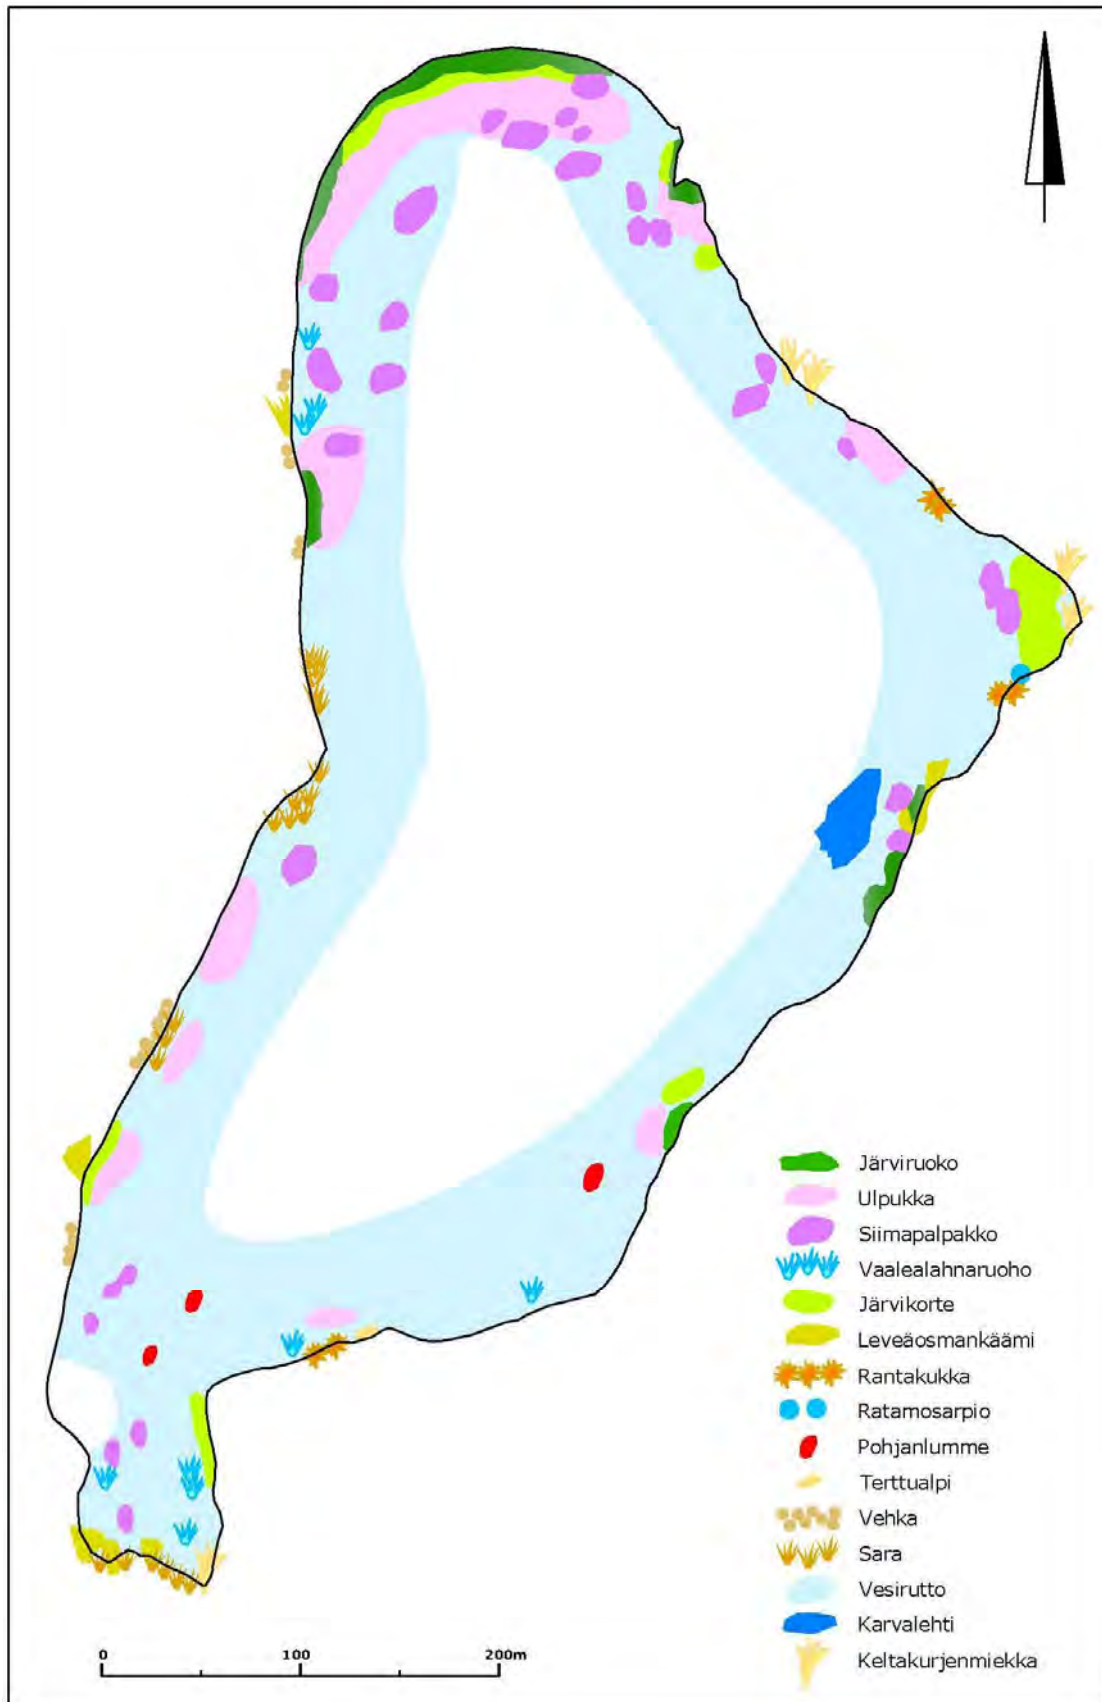 Järviruoko
Ulpukka
Siimapalpakko
Vaalealahnaruoho
Järvikorte
Leveäosmankäämi
Rantakukka
Ratamosarpio
Pohjanlumme
Terttualpi
Vehka
Sara
Vesirutto
Karvalehti
Keltakurjenmiekka
0 100 200m